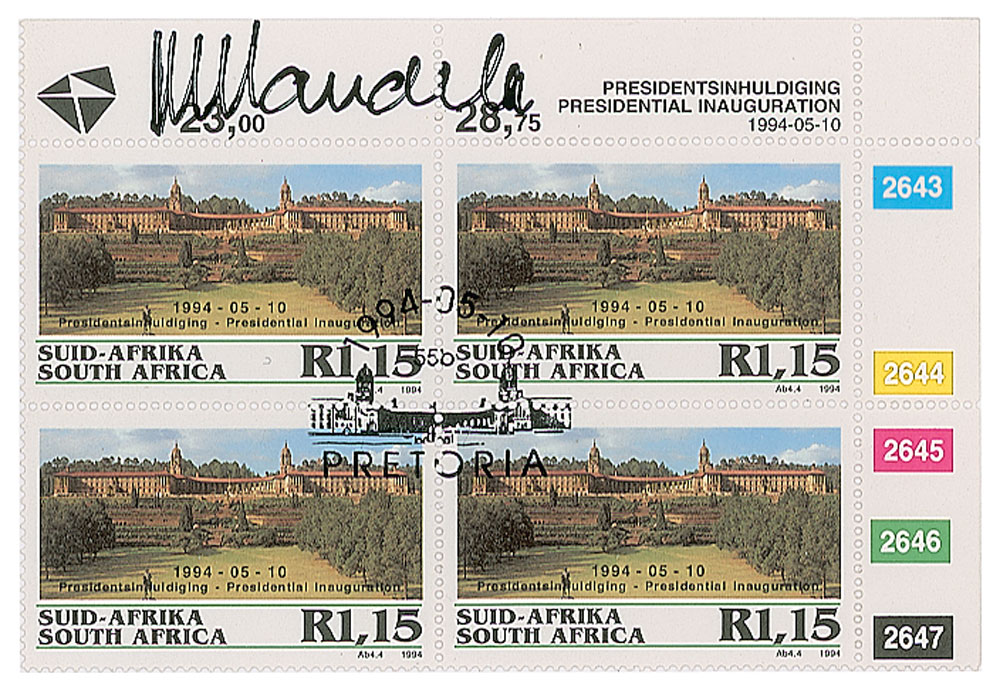 NMandela
PRESIDENTSINHULDIGING
PRESIDENTIAL INAUGURATION
1994-05-10
23,00
28,75
1994 - 05 - 10
Presidentsinhuldiging - Presidential Inauguration
SUID-AFRIKA
SOUTH AFRICA
R1,15
Ab4.4 1994
1994 - 05 - 10
Presidentsinhuldiging - Presidential Inauguration
SUID-AFRIKA
SOUTH AFRICA
R1,15
Ab4.4 1994
2643
2644
1994-05-10
55b
PRETORIA
1994 - 05 - 10
Presidentsinhuldiging - Presidential Inauguration
SUID-AFRIKA
SOUTH AFRICA
R1,15
Ab4.4 1994
1994 - 05 - 10
Presidentsinhuldiging - Presidential Inauguration
SUID-AFRIKA
SOUTH AFRICA
R1,15
Ab4.4 1994
2645
2646
2647